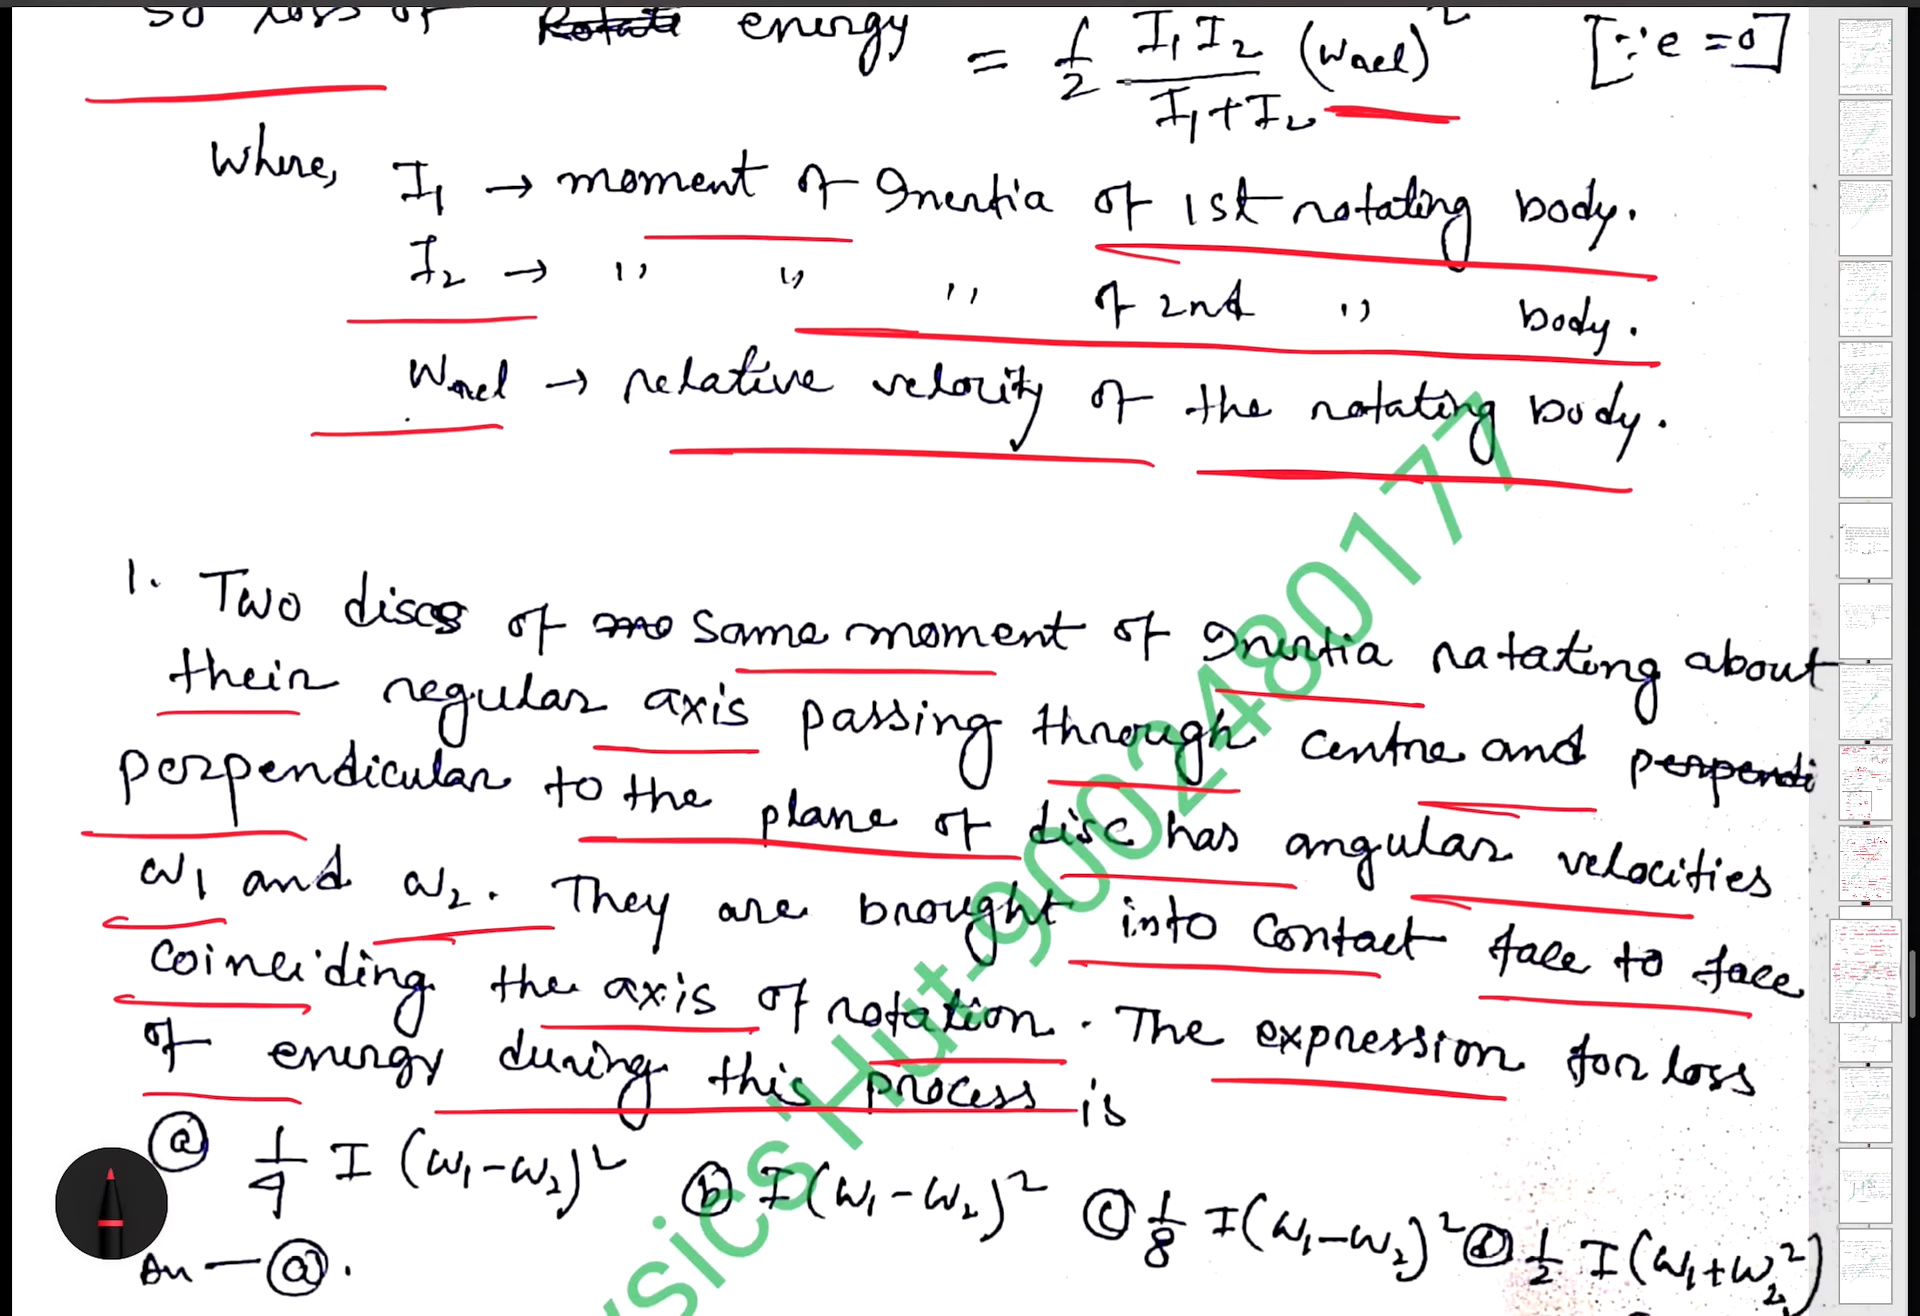 so loss of energy = 1/2 I₁I₂/(I₁+I₂) (ωrel)² [∵ e = 0]
Where, I₁ → moment of Inertia of 1st rotating body.
I₂ → ,, ,, ,, of 2nd ,, body.
ωrel → relative velocity of the rotating body.
1. Two discs of same moment of Inertia rotating about
their regular axis passing through centre and
perpendicular to the plane of disc has angular velocities
ω₁ and ω₂. They are brought into contact face to face
coinciding the axis of rotation. The expression for loss
of energy during this process is
ⓐ 1/4 I (ω₁-ω₂)² ⓑ I(ω₁-ω₂)² ⓒ 1/8 I(ω₁-ω₂)² ⓓ 1/2 I(ω₁+ω₂²)
An — ⓐ.
ysics Hut-9002480177